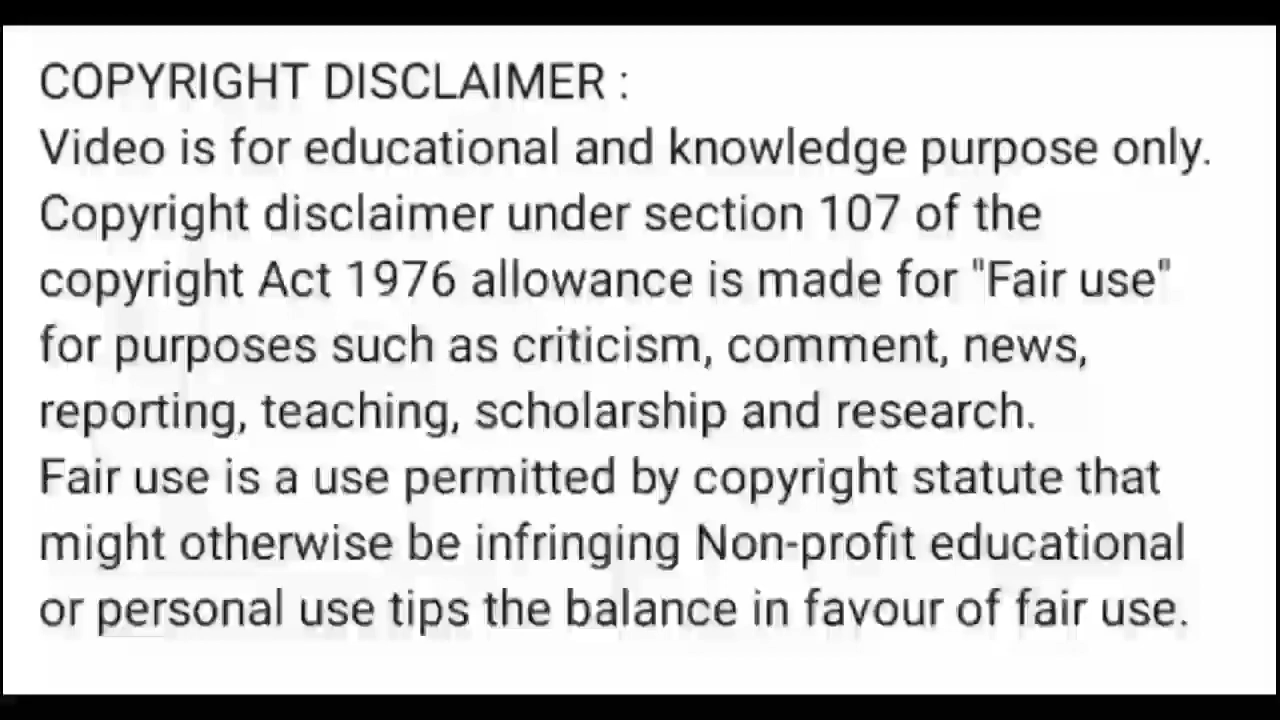 COPYRIGHT DISCLAIMER :
Video is for educational and knowledge purpose only.
Copyright disclaimer under section 107 of the
copyright Act 1976 allowance is made for "Fair use"
for purposes such as criticism, comment, news,
reporting, teaching, scholarship and research.
Fair use is a use permitted by copyright statute that
might otherwise be infringing Non-profit educational
or personal use tips the balance in favour of fair use.